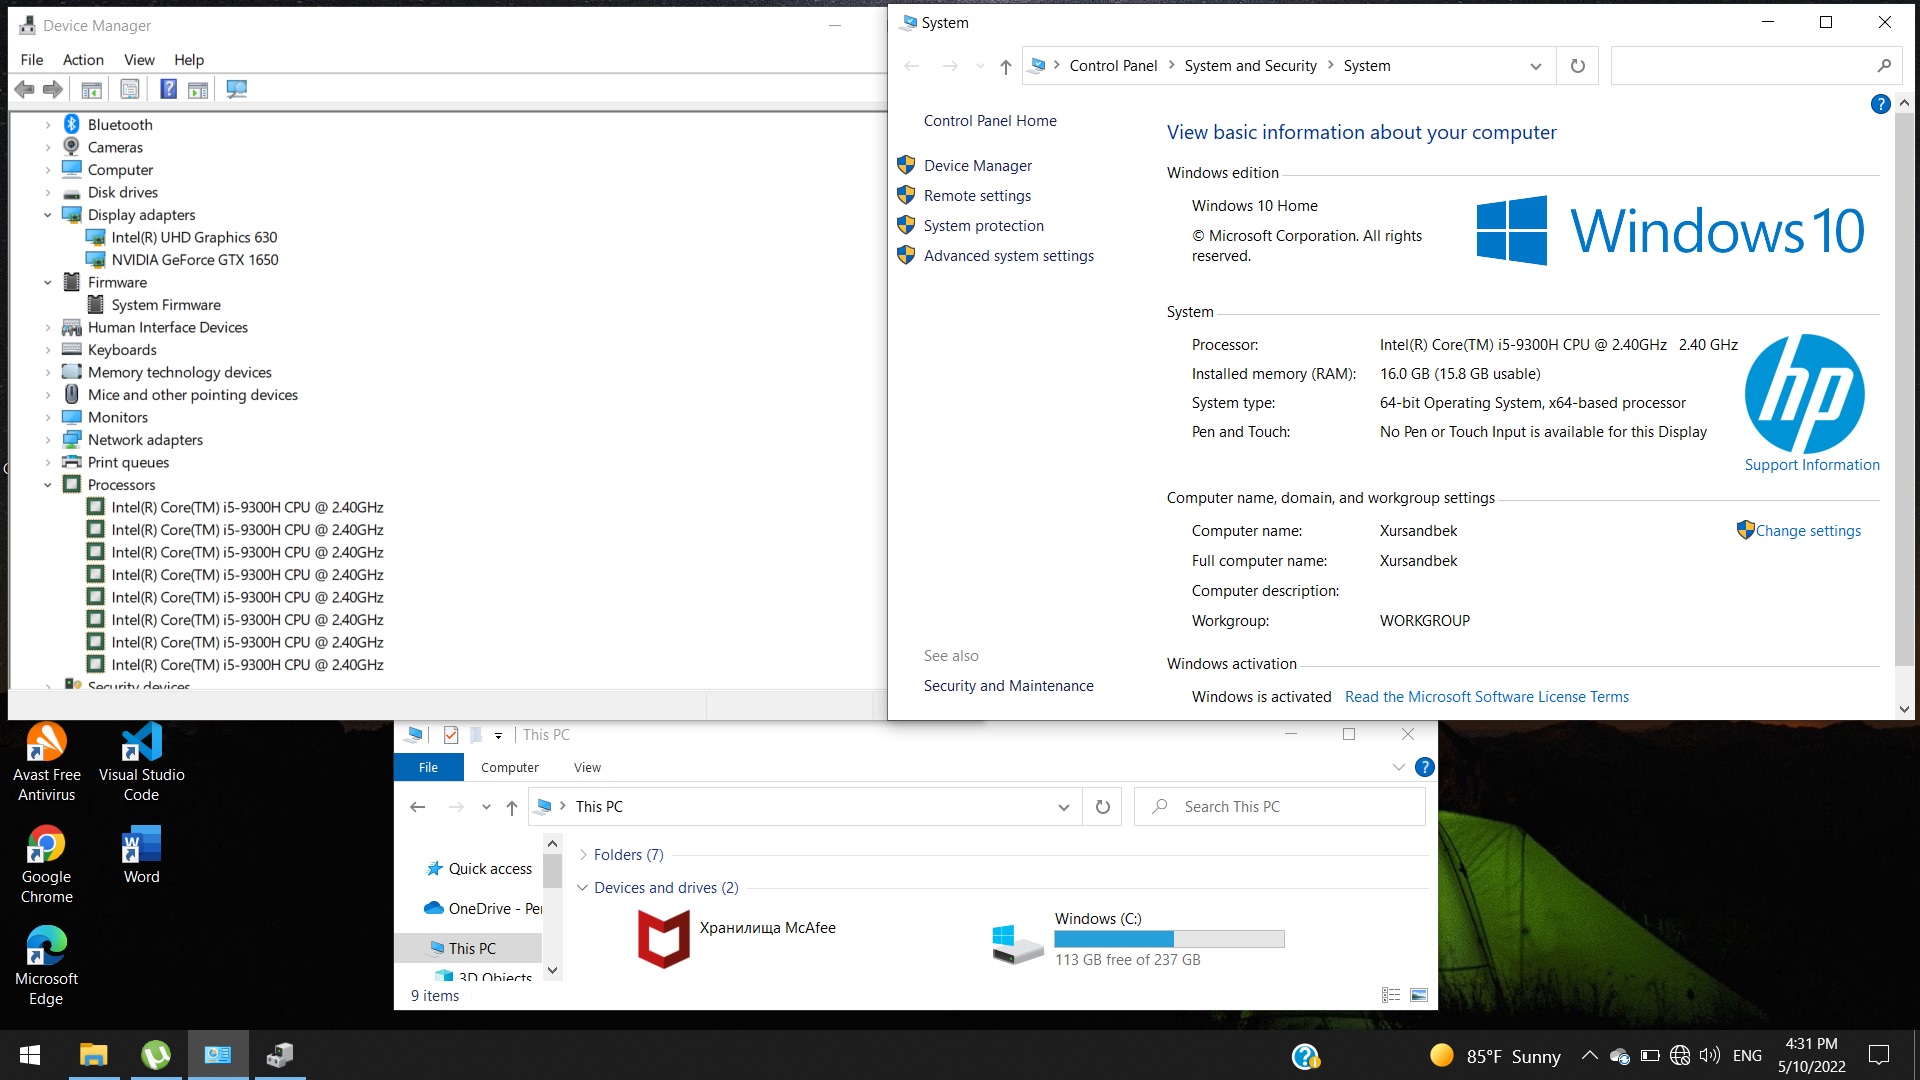 Device Manager
File Action View Help
Bluetooth
Cameras
Computer
Disk drives
Display adapters
Intel(R) UHD Graphics 630
NVIDIA GeForce GTX 1650
Firmware
System Firmware
Human Interface Devices
Keyboards
Memory technology devices
Mice and other pointing devices
Monitors
Network adapters
Print queues
Processors
Intel(R) Core(TM) i5-9300H CPU @ 2.40GHz
Intel(R) Core(TM) i5-9300H CPU @ 2.40GHz
Intel(R) Core(TM) i5-9300H CPU @ 2.40GHz
Intel(R) Core(TM) i5-9300H CPU @ 2.40GHz
Intel(R) Core(TM) i5-9300H CPU @ 2.40GHz
Intel(R) Core(TM) i5-9300H CPU @ 2.40GHz
Intel(R) Core(TM) i5-9300H CPU @ 2.40GHz
Intel(R) Core(TM) i5-9300H CPU @ 2.40GHz
Security devices
System
Control Panel System and Security System
Control Panel Home
Device Manager
Remote settings
System protection
Advanced system settings
See also
Security and Maintenance
View basic information about your computer
Windows edition
Windows 10 Home
© Microsoft Corporation. All rights
reserved.
Windows 10
System
Processor: Intel(R) Core(TM) i5-9300H CPU @ 2.40GHz 2.40 GHz
Installed memory (RAM): 16.0 GB (15.8 GB usable)
System type: 64-bit Operating System, x64-based processor
Pen and Touch: No Pen or Touch Input is available for this Display
hp
Support Information
Computer name, domain, and workgroup settings
Computer name: Xursandbek
Change settings
Full computer name: Xursandbek
Computer description:
Workgroup: WORKGROUP
Windows activation
Windows is activated Read the Microsoft Software License Terms
This PC
File Computer View
This PC
Search This PC
Quick access
OneDrive - Per
This PC
3D Objects
Folders (7)
Devices and drives (2)
Хранилища McAfee
Windows (C:)
113 GB free of 237 GB
9 items
Avast Free
Antivirus
Visual Studio
Code
Google
Chrome
Word
Microsoft
Edge
85°F Sunny
ENG
4:31 PM
5/10/2022